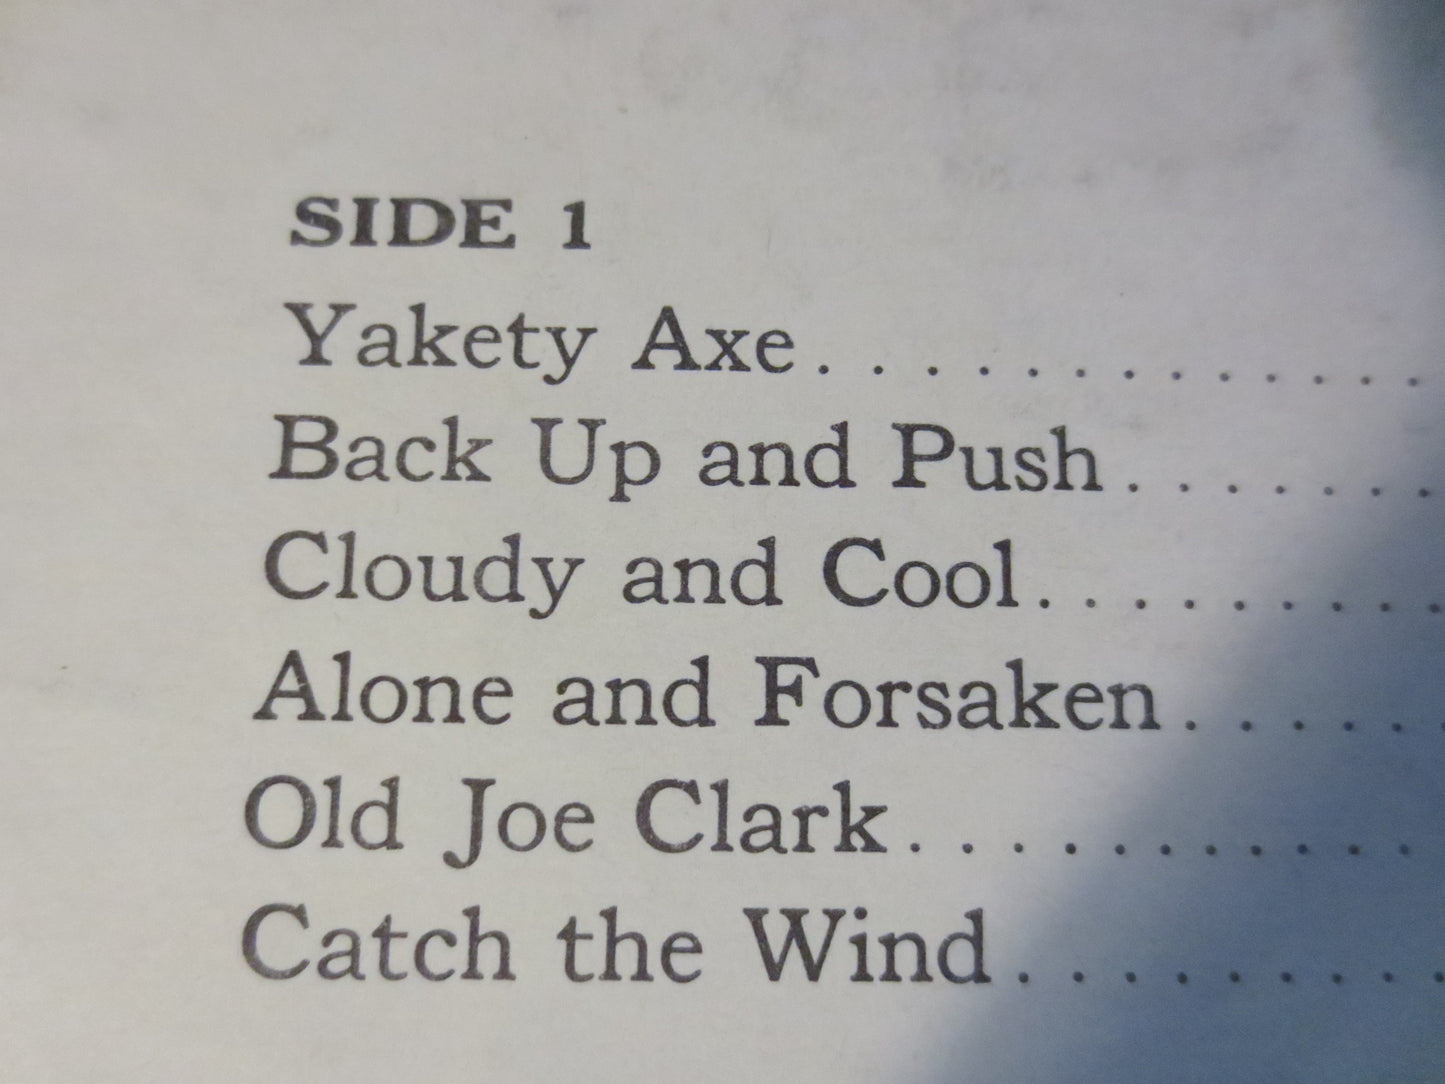 SIDE 1
Yakety Axe. . . . . . . . . . . .
Back Up and Push. . . . . . .
Cloudy and Cool. . . . . . . . .
Alone and Forsaken. . . . . .
Old Joe Clark. . . . . . . . . . .
Catch the Wind. . . . . . . . .